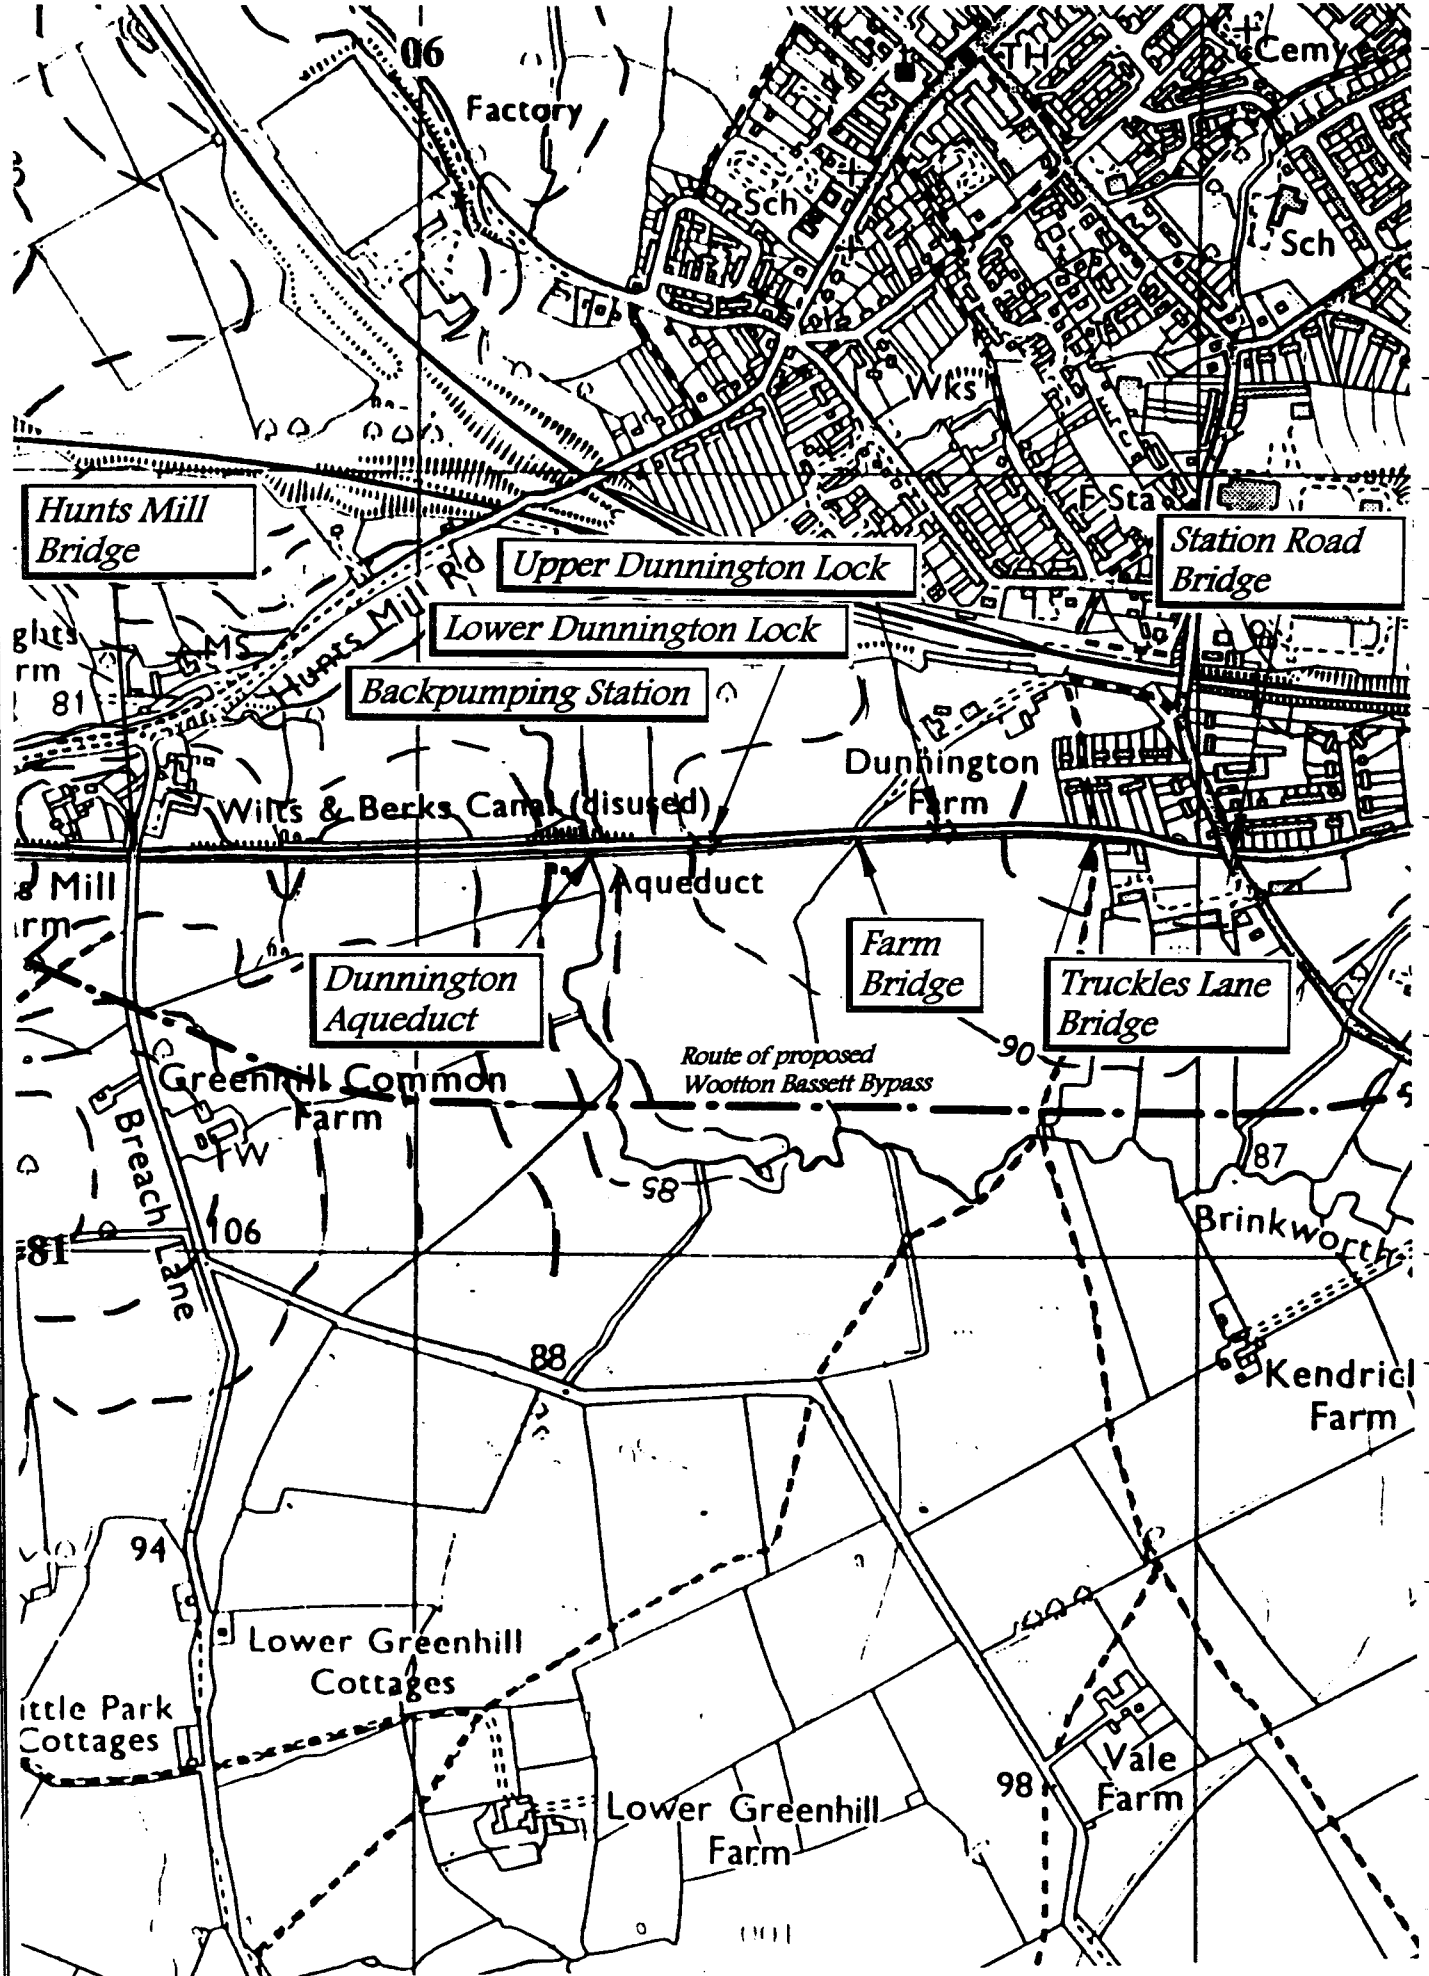 06
Factory
TH
Cemy
Sch
Sch
Wks
F Sta
Hunts Mill
Bridge
Station Road
Bridge
Upper Dunnington Lock
Lower Dunnington Lock
Backpumping Station
MS
Hunts Mill Rd
81
Dunnington
Farm
Wilts & Berks Canal (disused)
Mill
Aqueduct
Dunnington
Aqueduct
Farm
Bridge
Truckles Lane
Bridge
90
Route of proposed
Wootton Bassett Bypass
Greenhill Common
Farm
TW
Breach Lane
85
87
106
81
Brinkworth
88
Kendric
Farm
94
Lower Greenhill
Cottages
ittle Park
Cottages
98
Vale
Farm
Lower Greenhill
Farm
100